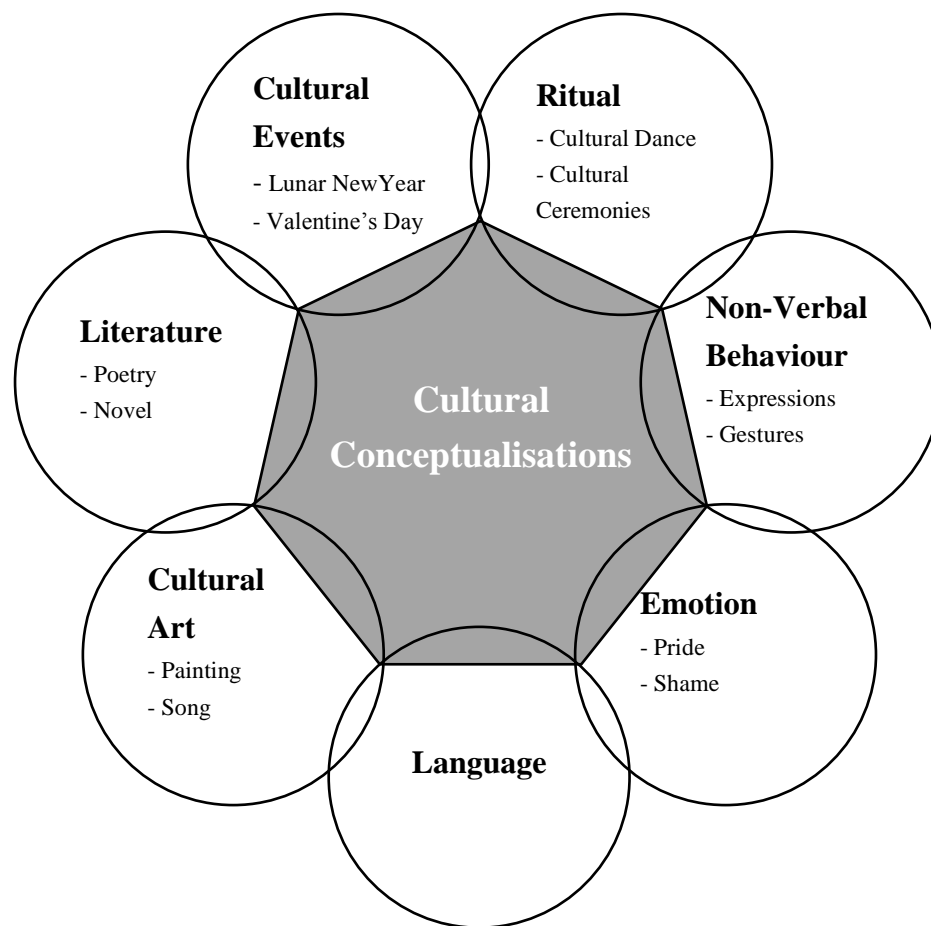 Cultural
Events
- Lunar NewYear
- Valentine’s Day
Ritual
- Cultural Dance
- Cultural
Ceremonies
Literature
- Poetry
- Novel
Non-Verbal
Behaviour
- Expressions
- Gestures
Cultural
Conceptualisations
Cultural
Art
- Painting
- Song
Emotion
- Pride
- Shame
Language